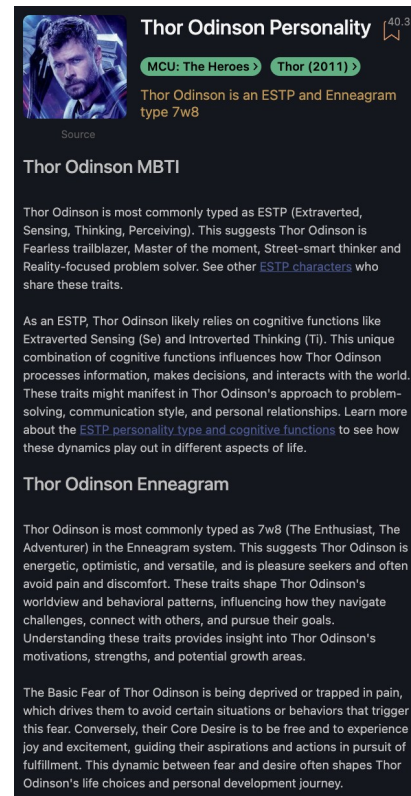 Thor Odinson Personality
40.3
MCU: The Heroes >
Thor (2011) >
Thor Odinson is an ESTP and Enneagram
type 7w8
Source
Thor Odinson MBTI
Thor Odinson is most commonly typed as ESTP (Extraverted,
Sensing, Thinking, Perceiving). This suggests Thor Odinson is
Fearless trailblazer, Master of the moment, Street-smart thinker and
Reality-focused problem solver. See other ESTP characters who
share these traits.
As an ESTP, Thor Odinson likely relies on cognitive functions like
Extraverted Sensing (Se) and Introverted Thinking (Ti). This unique
combination of cognitive functions influences how Thor Odinson
processes information, makes decisions, and interacts with the world.
These traits might manifest in Thor Odinson's approach to problem-
solving, communication style, and personal relationships. Learn more
about the ESTP personality type and cognitive functions to see how
these dynamics play out in different aspects of life.
Thor Odinson Enneagram
Thor Odinson is most commonly typed as 7w8 (The Enthusiast, The
Adventurer) in the Enneagram system. This suggests Thor Odinson is
energetic, optimistic, and versatile, and is pleasure seekers and often
avoid pain and discomfort. These traits shape Thor Odinson's
worldview and behavioral patterns, influencing how they navigate
challenges, connect with others, and pursue their goals.
Understanding these traits provides insight into Thor Odinson's
motivations, strengths, and potential growth areas.
The Basic Fear of Thor Odinson is being deprived or trapped in pain,
which drives them to avoid certain situations or behaviors that trigger
this fear. Conversely, their Core Desire is to be free and to experience
joy and excitement, guiding their aspirations and actions in pursuit of
fulfillment. This dynamic between fear and desire often shapes Thor
Odinson's life choices and personal development journey.